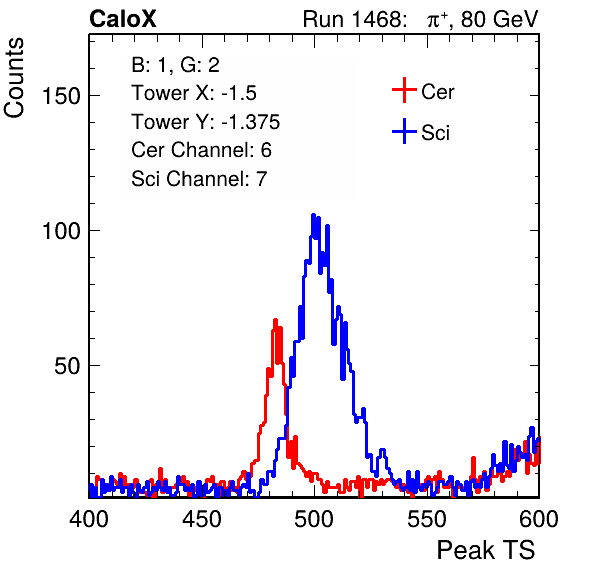 CaloX Run 1468: π⁺, 80 GeV
Counts
B: 1, G: 2
Tower X: -1.5
Tower Y: -1.375
Cer Channel: 6
Sci Channel: 7
Cer
Sci
150
100
50
400 450 500 550 600
Peak TS